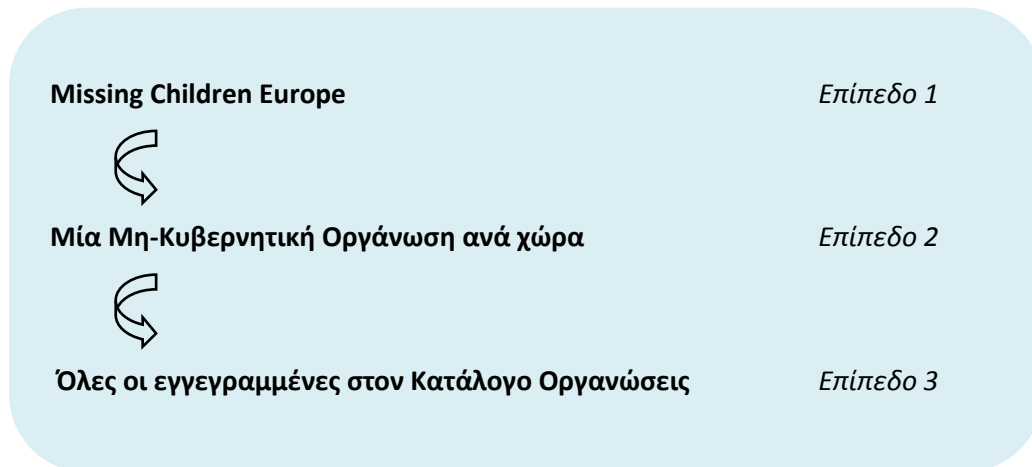 Missing Children Europe Επίπεδο 1
Μία Μη-Κυβερνητική Οργάνωση ανά χώρα Επίπεδο 2
Όλες οι εγγεγραμμένες στον Κατάλογο Οργανώσεις Επίπεδο 3